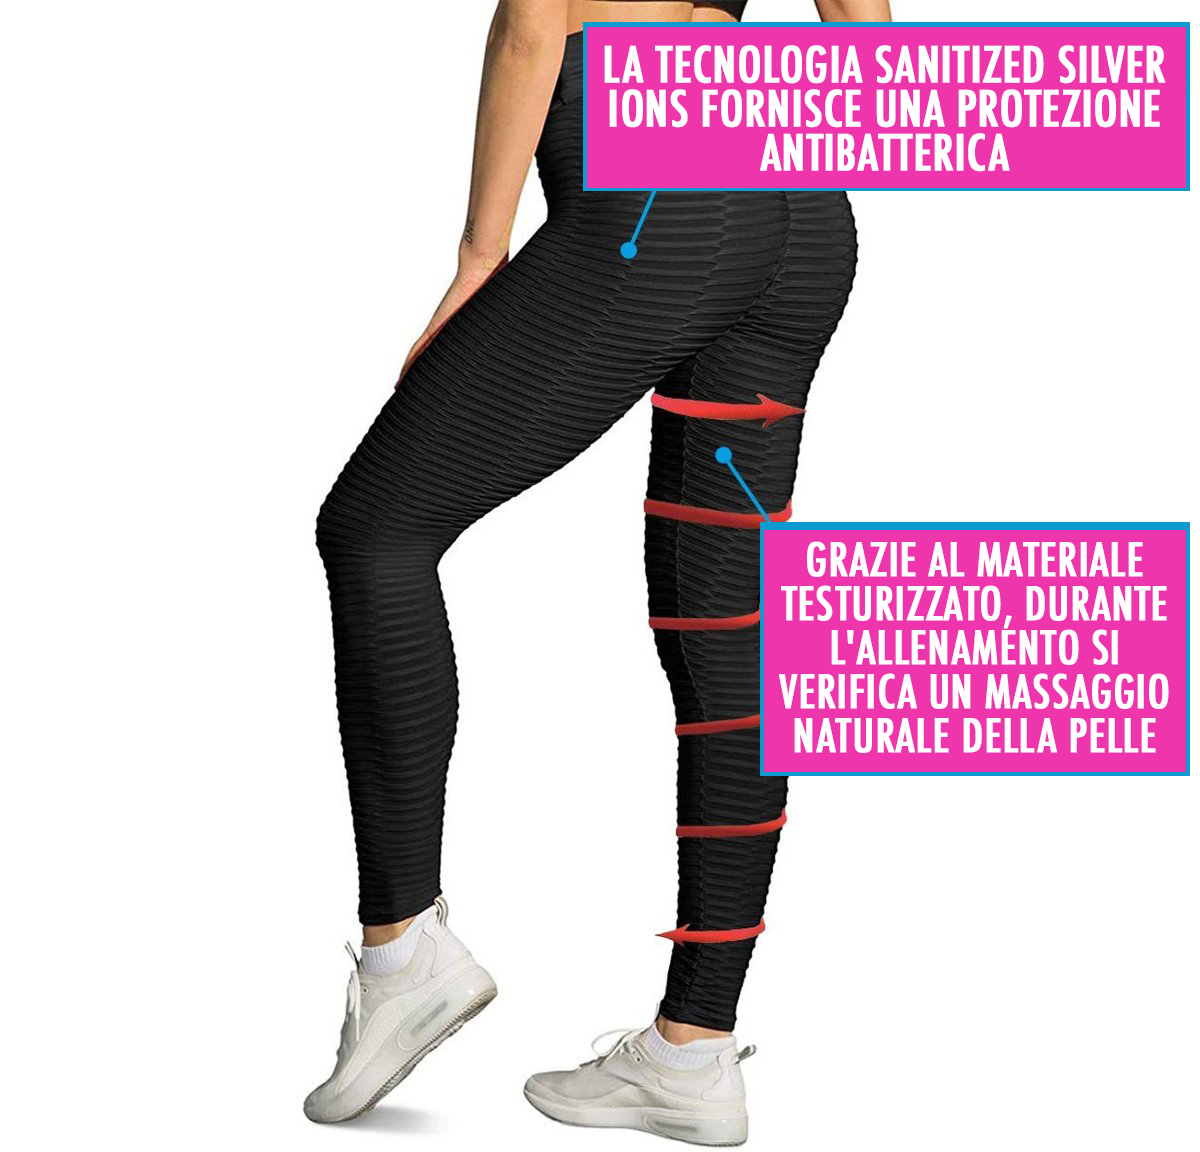 LA TECNOLOGIA SANITIZED SILVER
IONS FORNISCE UNA PROTEZIONE
ANTIBATTERICA
GRAZIE AL MATERIALE
TESTURIZZATO, DURANTE
L'ALLENAMENTO SI
VERIFICA UN MASSAGGIO
NATURALE DELLA PELLE